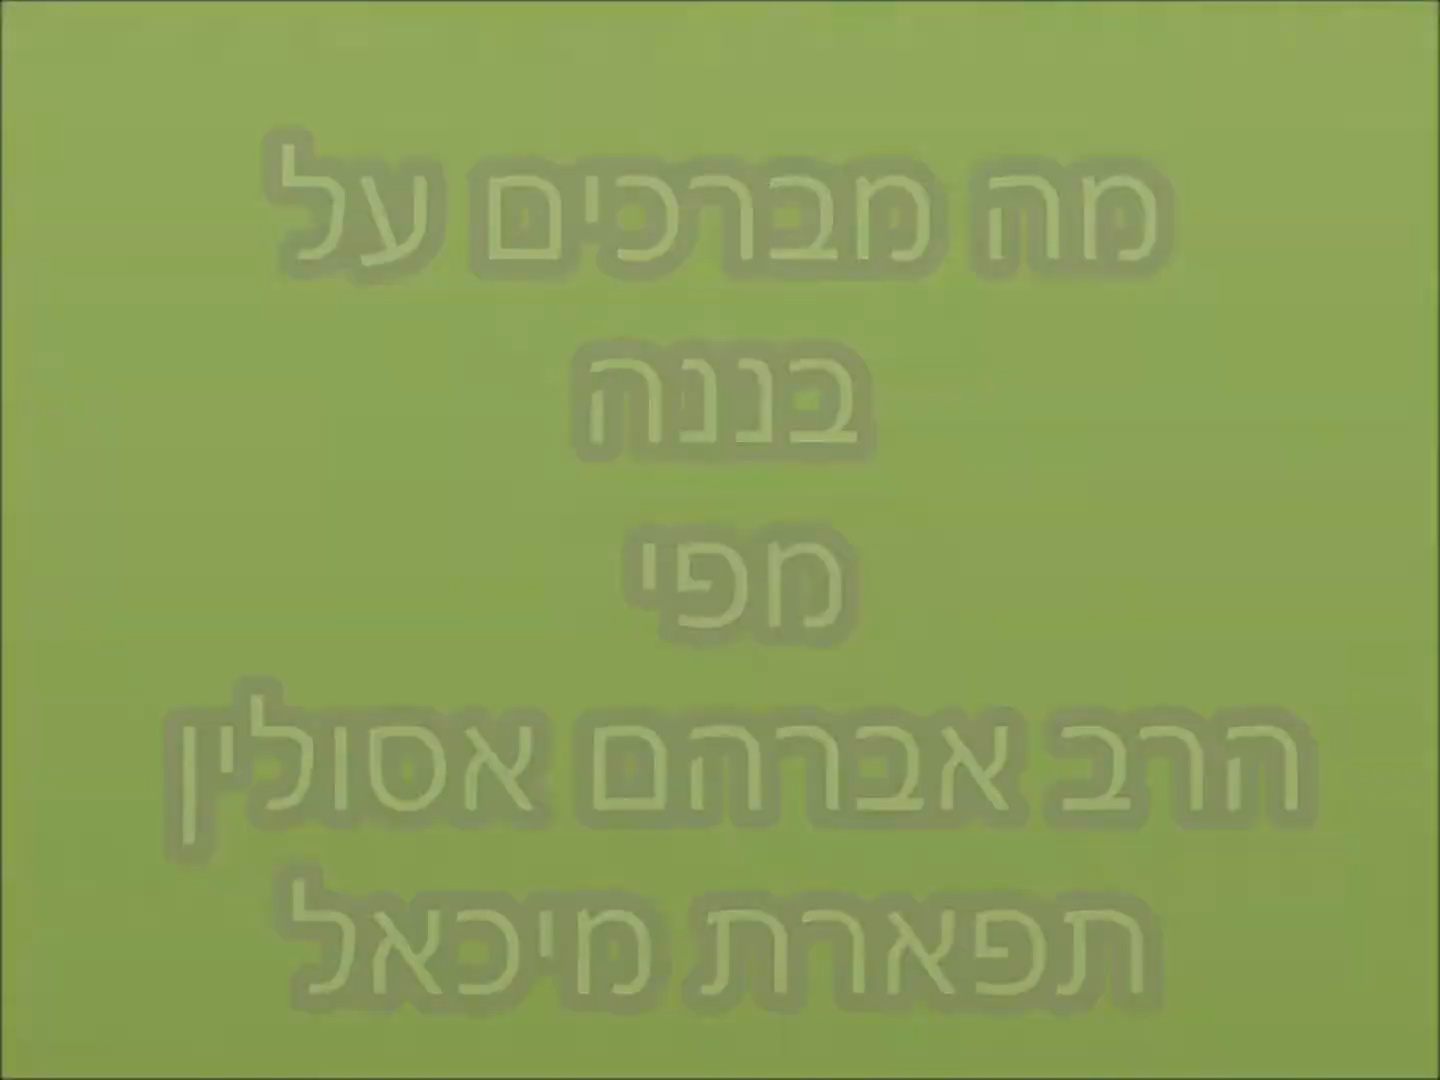 מה מברכים על
בננה
מפי
הרב אברהם אסולין
תפארת מיכאל